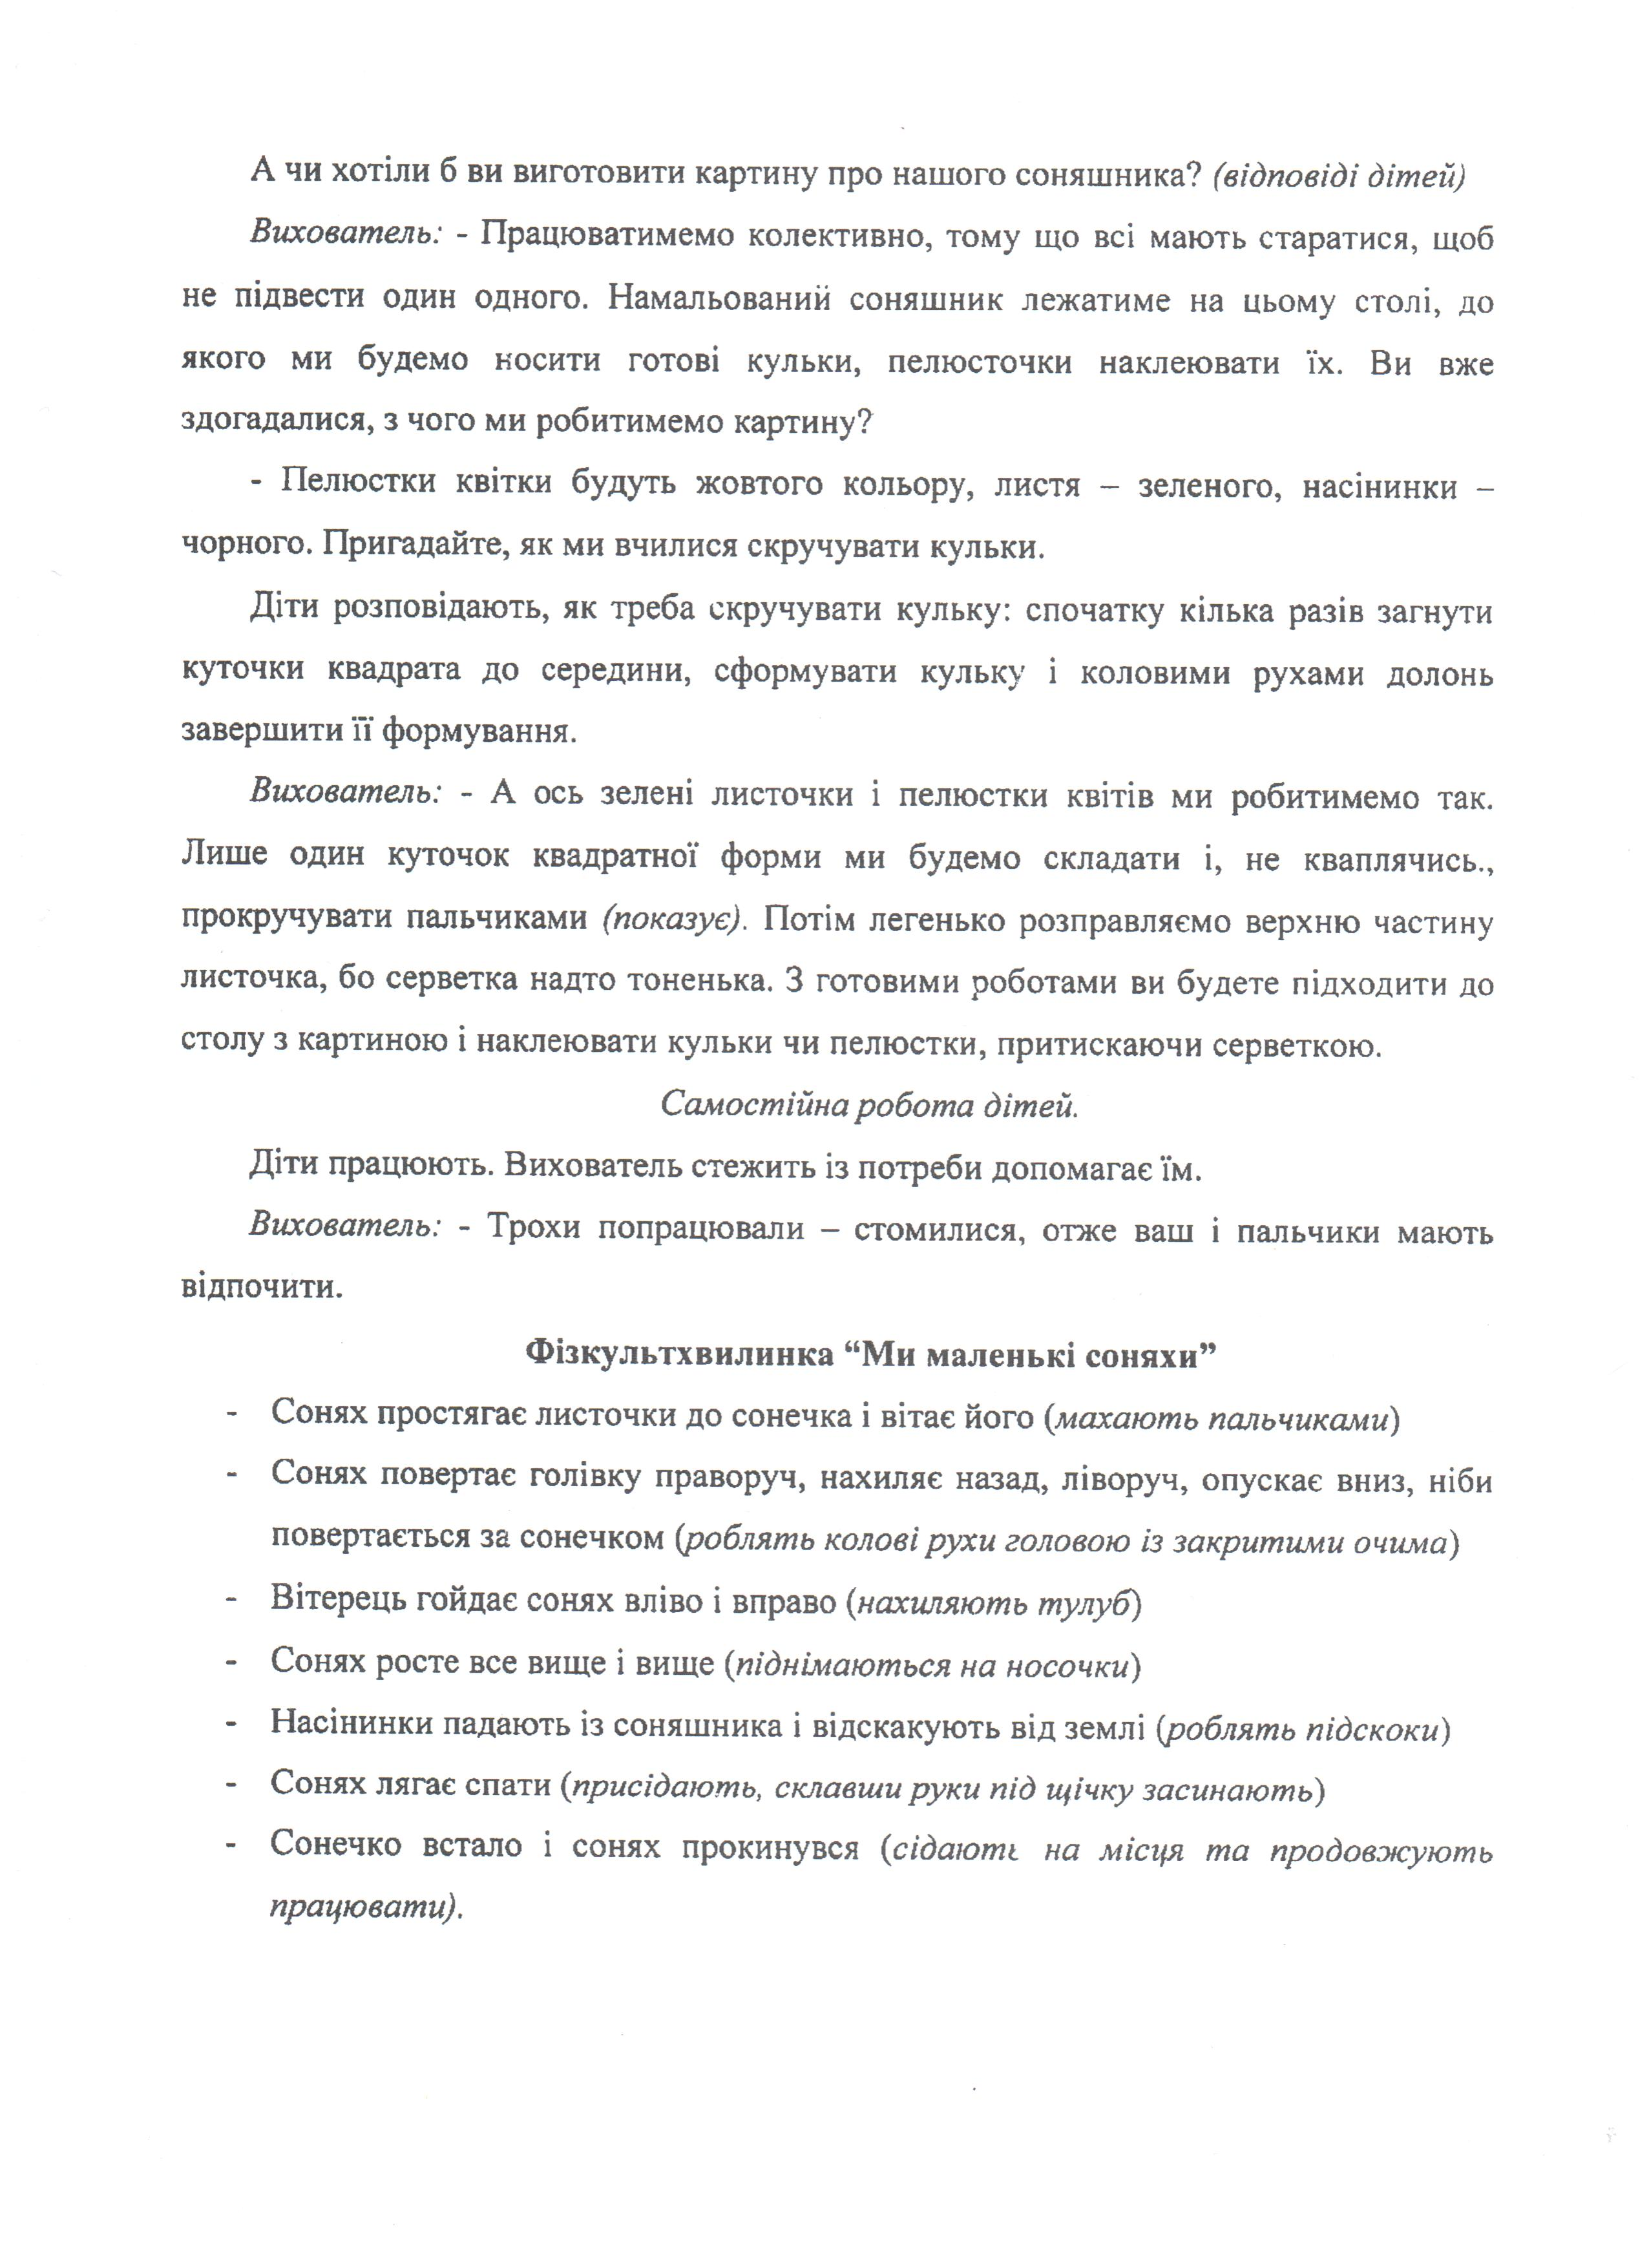 А чи хотіли б ви виготовити картину про нашого соняшника? (відповіді дітей)
Вихователь: - Працюватимемо колективно, тому що всі мають старатися, щоб
не підвести один одного. Намальований соняшник лежатиме на цьому столі, до
якого ми будемо носити готові кульки, пелюсточки наклеювати їх. Ви вже
здогадалися, з чого ми робитимемо картину?
- Пелюстки квітки будуть жовтого кольору, листя – зеленого, насінинки –
чорного. Пригадайте, як ми вчилися скручувати кульки.
Діти розповідають, як треба скручувати кульку: спочатку кілька разів загнути
куточки квадрата до середини, сформувати кульку і коловими рухами долонь
завершити її формування.
Вихователь: - А ось зелені листочки і пелюстки квітів ми робитимемо так.
Лише один куточок квадратної форми ми будемо складати і, не кваплячись.,
прокручувати пальчиками (показує). Потім легенько розправляємо верхню частину
листочка, бо серветка надто тоненька. З готовими роботами ви будете підходити до
столу з картиною і наклеювати кульки чи пелюстки, притискаючи серветкою.
Самостійна робота дітей.
Діти працюють. Вихователь стежить із потреби допомагає їм.
Вихователь: - Трохи попрацювали – стомилися, отже ваш і пальчики мають
відпочити.
Фізкультхвилинка “Ми маленькі соняхи”
- Сонях простягає листочки до сонечка і вітає його (махають пальчиками)
- Сонях повертає голівку праворуч, нахиляє назад, ліворуч, опускає вниз, ніби
повертається за сонечком (роблять колові рухи головою із закритими очима)
- Вітерець гойдає сонях вліво і вправо (нахиляють тулуб)
- Сонях росте все вище і вище (піднімаються на носочки)
- Насінинки падають із соняшника і відскакують від землі (роблять підскоки)
- Сонях лягає спати (присідають, склавши руки під щічку засинають)
- Сонечко встало і сонях прокинувся (сідають на місця та продовжують
працювати).